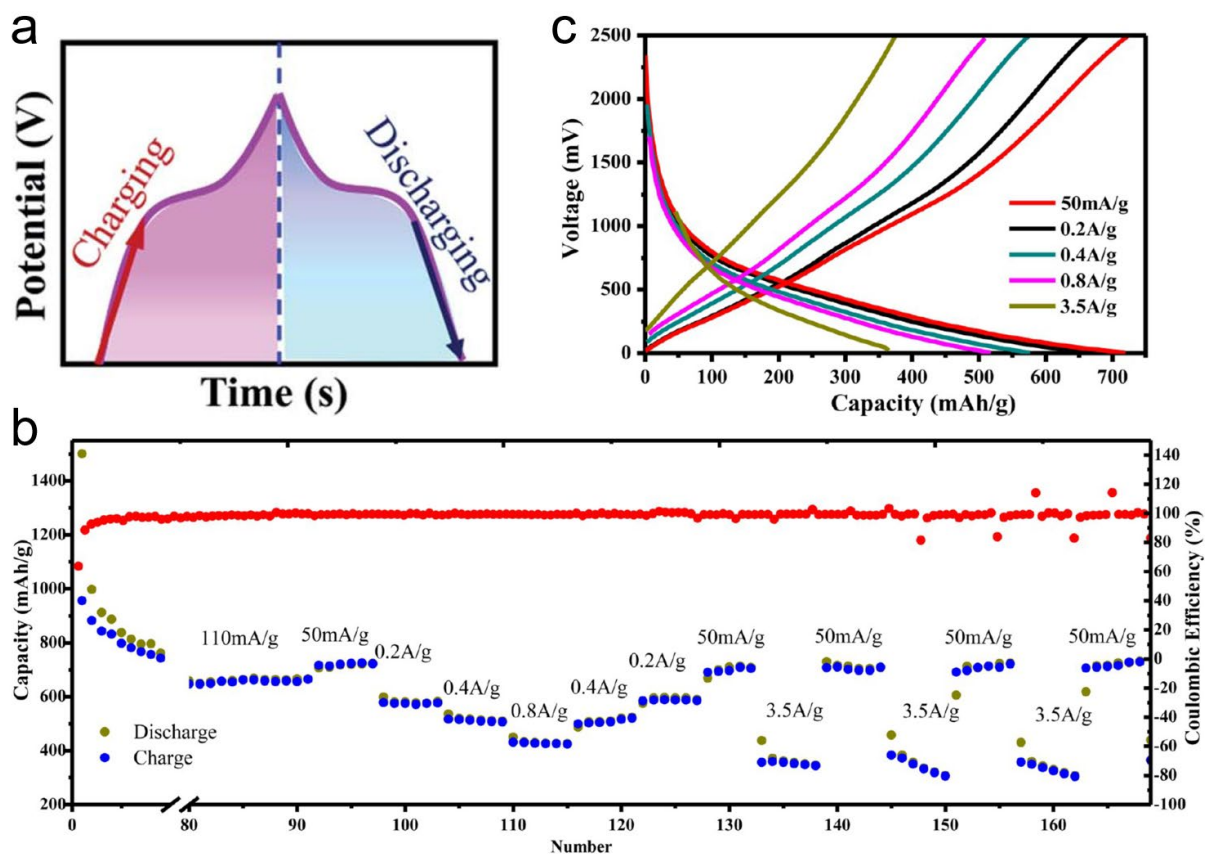 a
Potential (V)
Charging
Discharging
Time (s)
c
2500
2000
1500
1000
500
0
Voltage (mV)
50mA/g
0.2A/g
0.4A/g
0.8A/g
3.5A/g
0 100 200 300 400 500 600 700
Capacity (mAh/g)
b
1400
1200
1000
800
600
400
200
Capacity (mAh/g)
110mA/g
50mA/g
0.2A/g
0.4A/g
0.8A/g
0.4A/g
0.2A/g
50mA/g
3.5A/g
50mA/g
3.5A/g
50mA/g
3.5A/g
50mA/g
Discharge
Charge
140
120
100
80
60
40
20
0
-20
-40
-60
-80
-100
Coulombic Efficiency (%)
0 80 90 100 110 120 130 140 150 160
Number